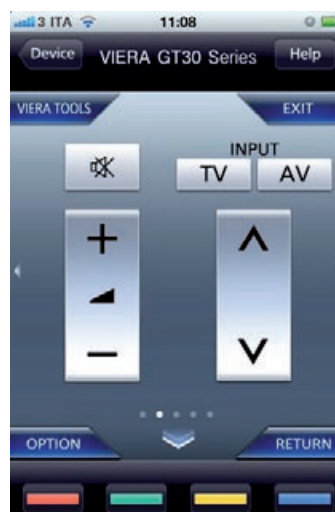 3 ITA 11:08
Device VIERA GT30 Series Help
VIERA TOOLS EXIT
INPUT
TV AV
OPTION RETURN